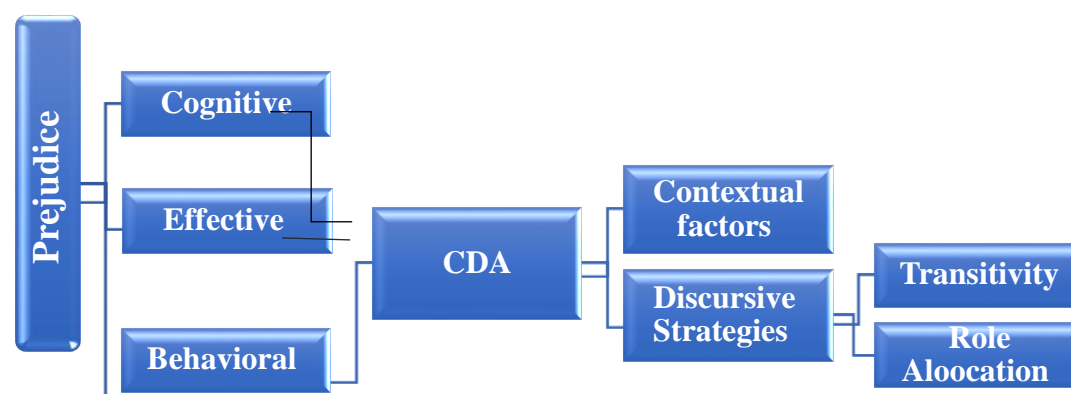 Prejudice
Cognitive
Effective
Behavioral
CDA
Contextual
factors
Discursive
Strategies
Transitivity
Role
Aloocation